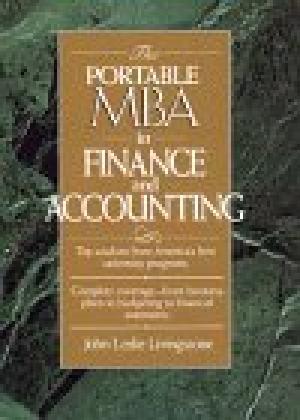 The
PORTABLE
MBA
in
FINANCE
and
ACCOUNTING
Top wisdom from America's best
university programs
Complete coverage—from business
plans to budgeting to financial
statements
John Leslie Livingstone